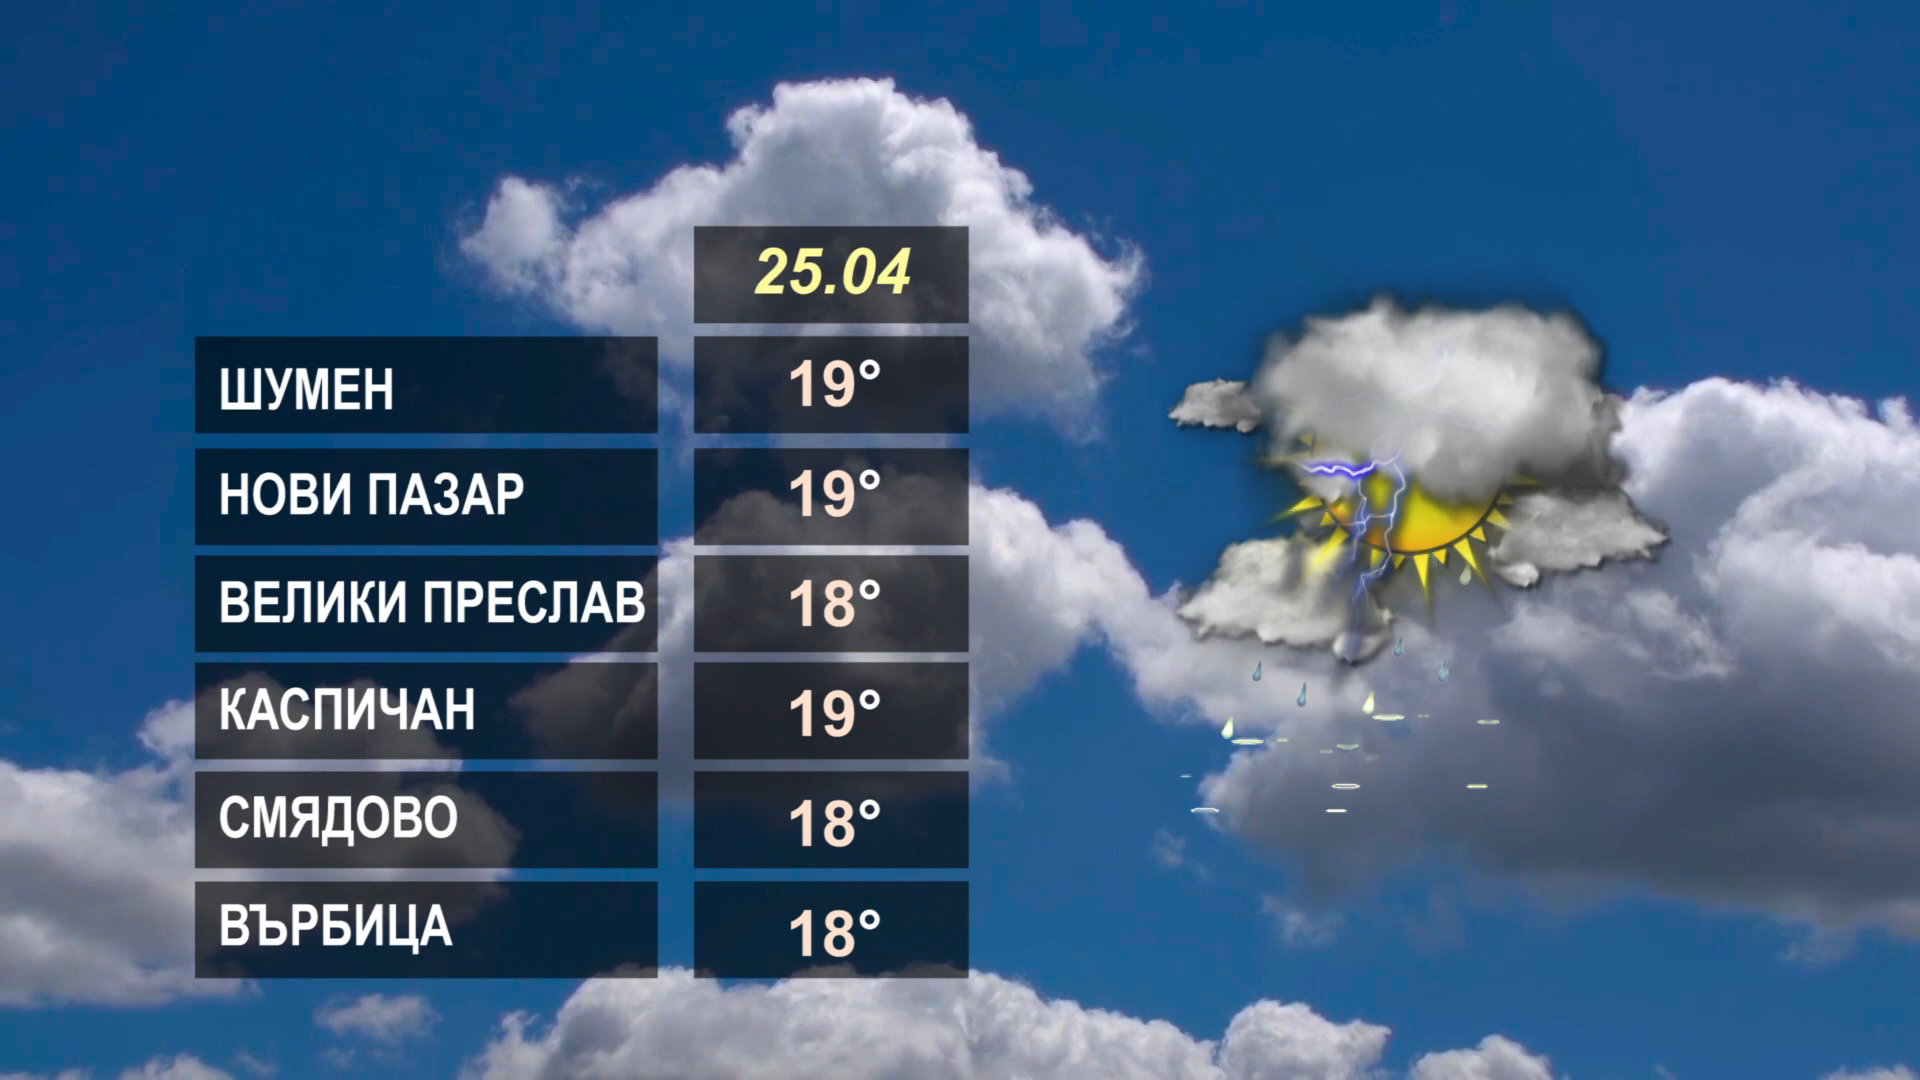 25.04
ШУМЕН 19°
НОВИ ПАЗАР 19°
ВЕЛИКИ ПРЕСЛАВ 18°
КАСПИЧАН 19°
СМЯДОВО 18°
ВЪРБИЦА 18°